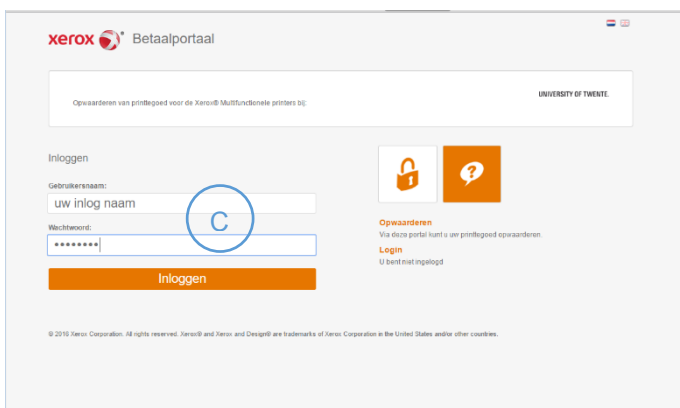 xerox Betaalportaal
UNIVERSITY OF TWENTE.
Opwaarderen van printtegoed voor de Xerox® Multifunctionele printers bij:
Inloggen
Gebruikersnaam:
uw inlog naam
Wachtwoord:
••••••••
C
Inloggen
Opwaarderen
Via deze portal kunt u uw printtegoed opwaarderen.
Login
U bent niet ingelogd
© 2016 Xerox Corporation. All rights reserved. Xerox® and Xerox and Design® are trademarks of Xerox Corporation in the United States and/or other countries.